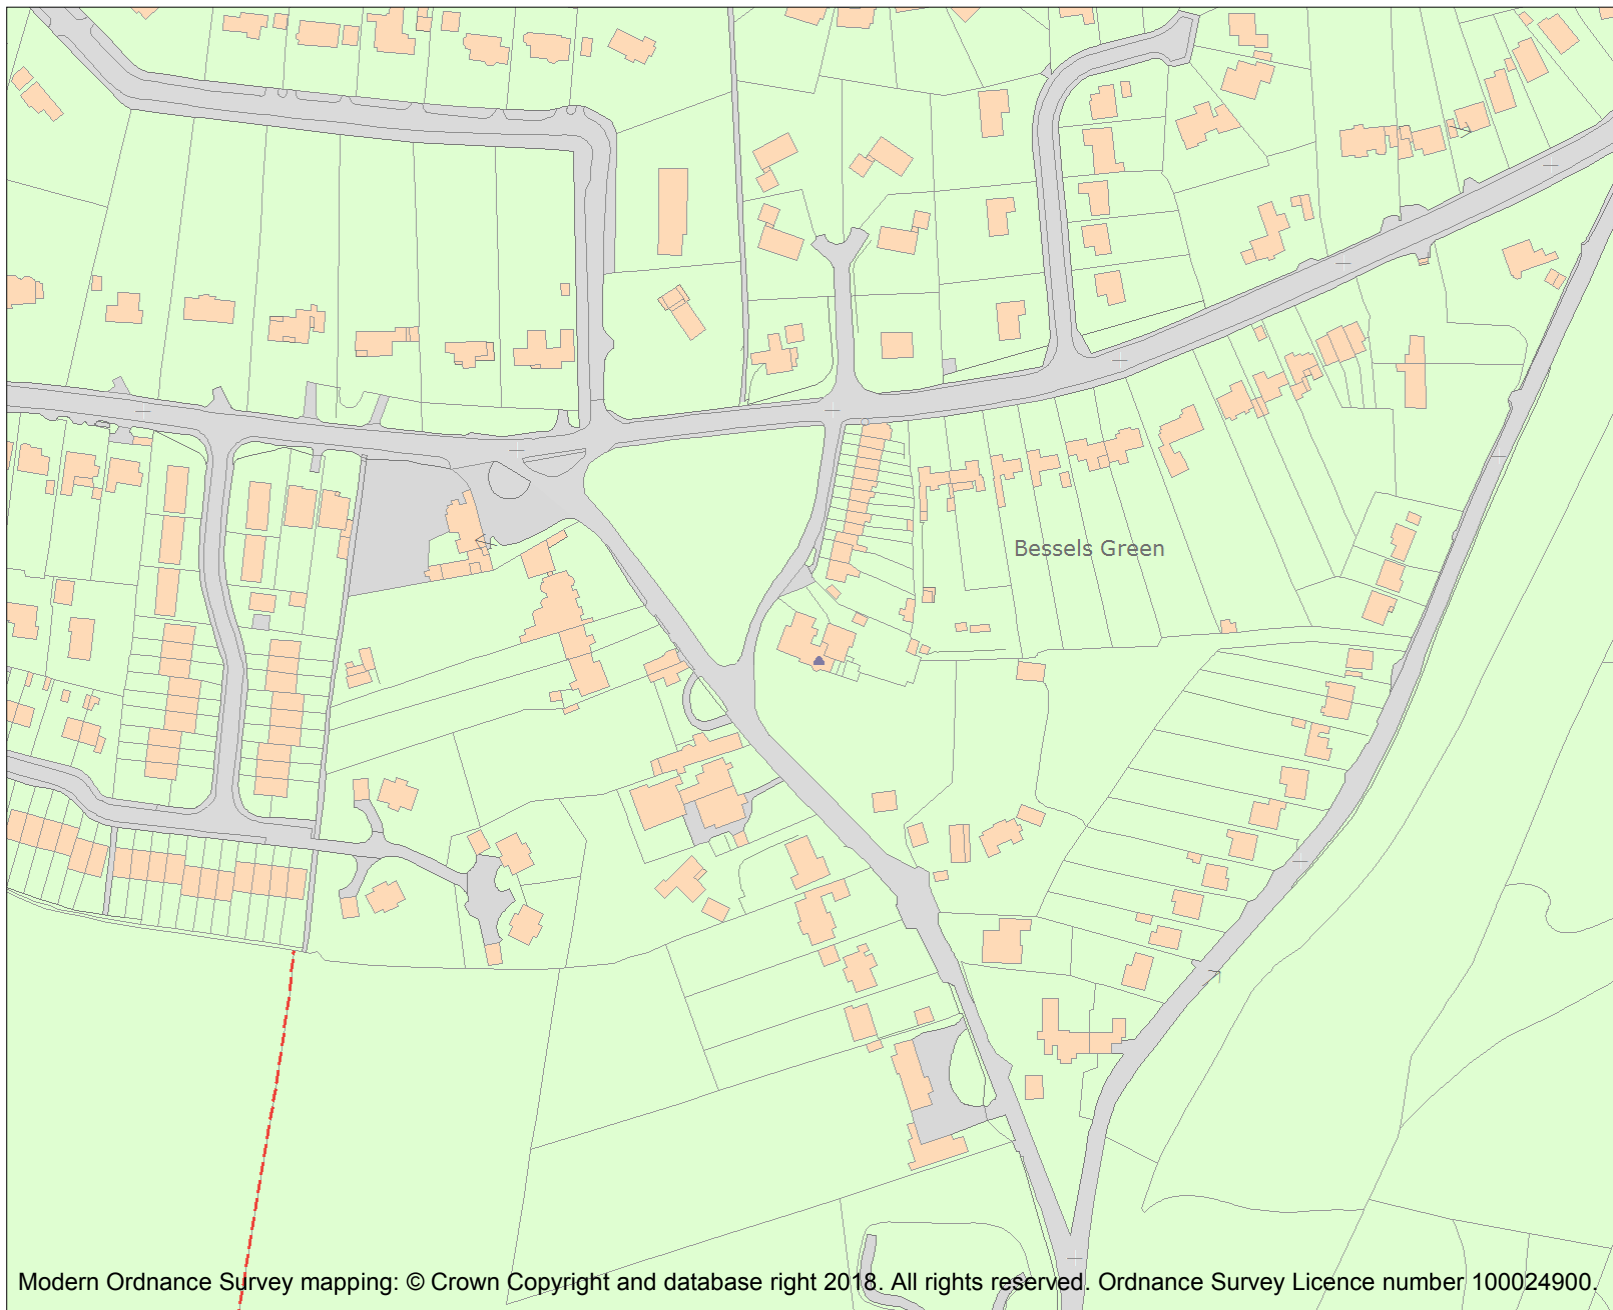 Bessels Green
Modern Ordnance Survey mapping: © Crown Copyright and database right 2018. All rights reserved. Ordnance Survey Licence number 100024900.